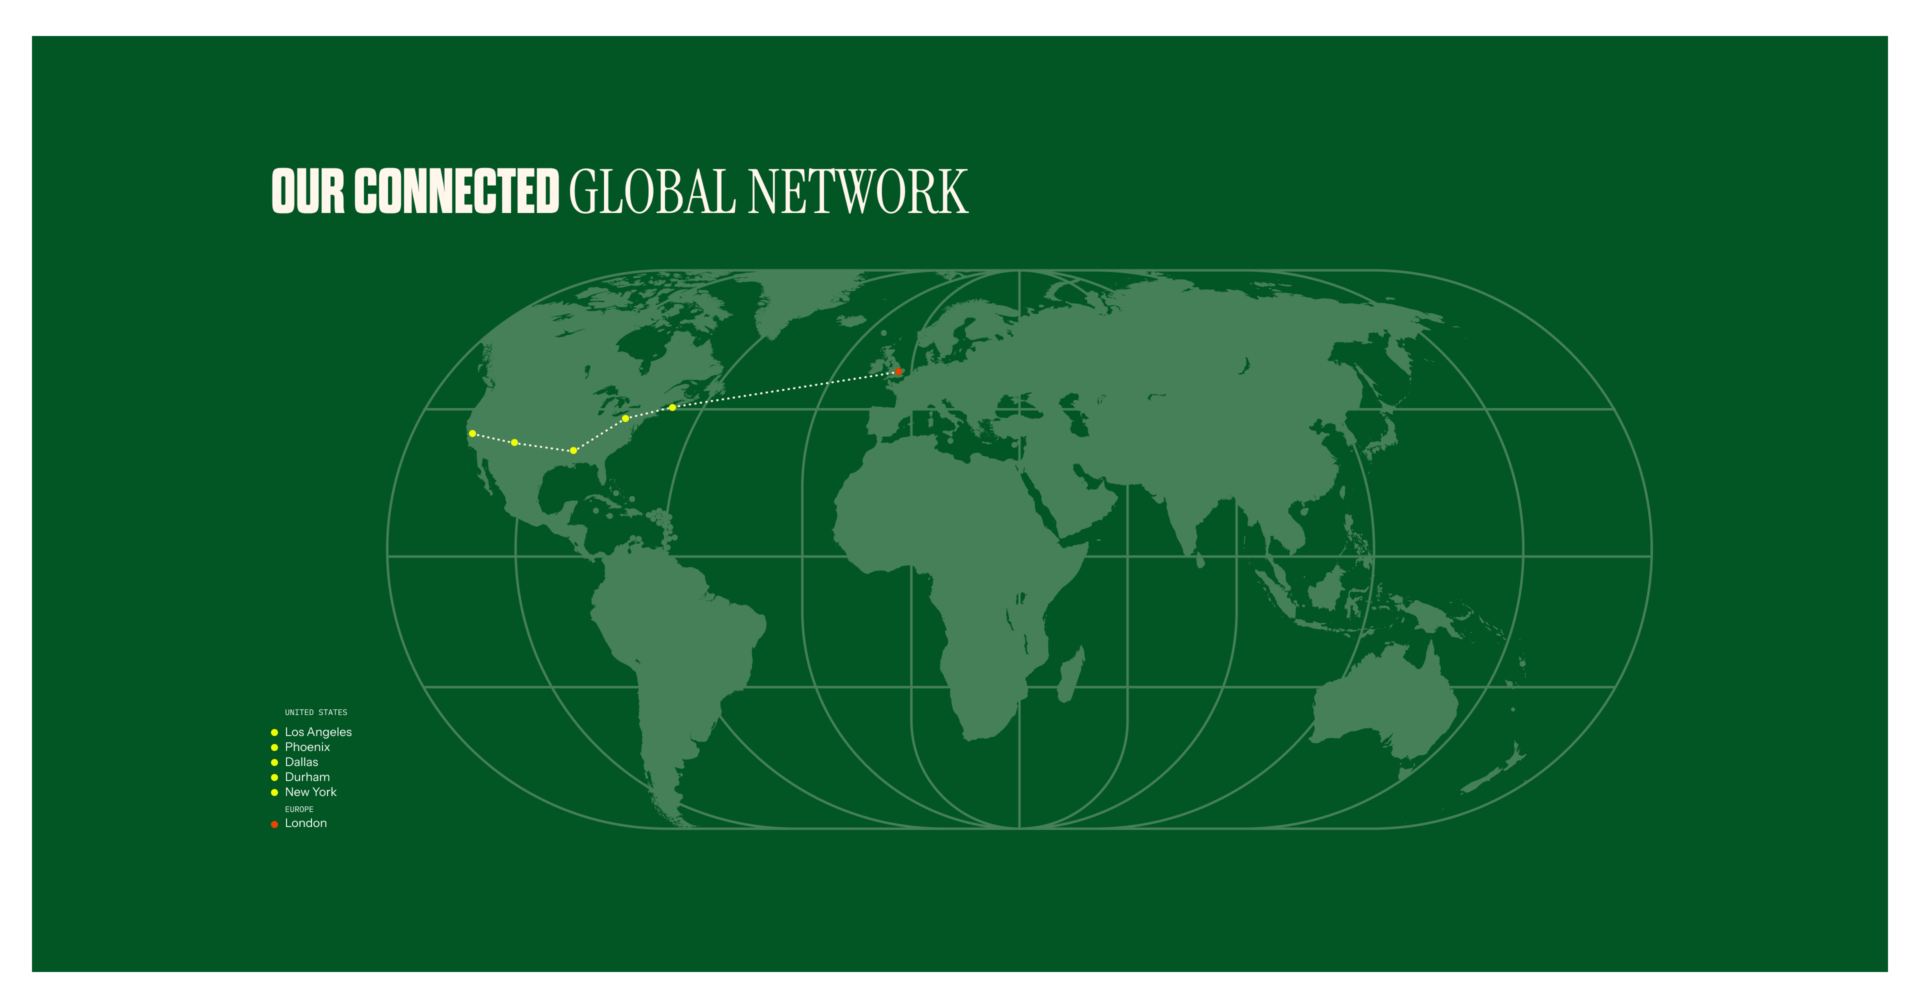 OUR CONNECTED GLOBAL NETWORK
UNITED STATES
Los Angeles
Phoenix
Dallas
Durham
New York
EUROPE
London